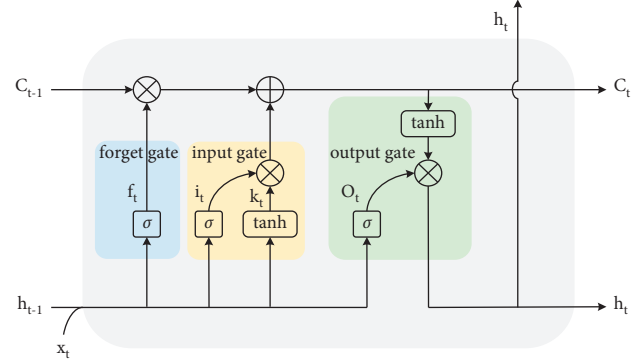 h_t
C_{t-1}
C_t
tanh
forget gate
input gate
output gate
f_t
i_t
k_t
O_t
σ
σ
tanh
σ
h_{t-1}
h_t
x_t